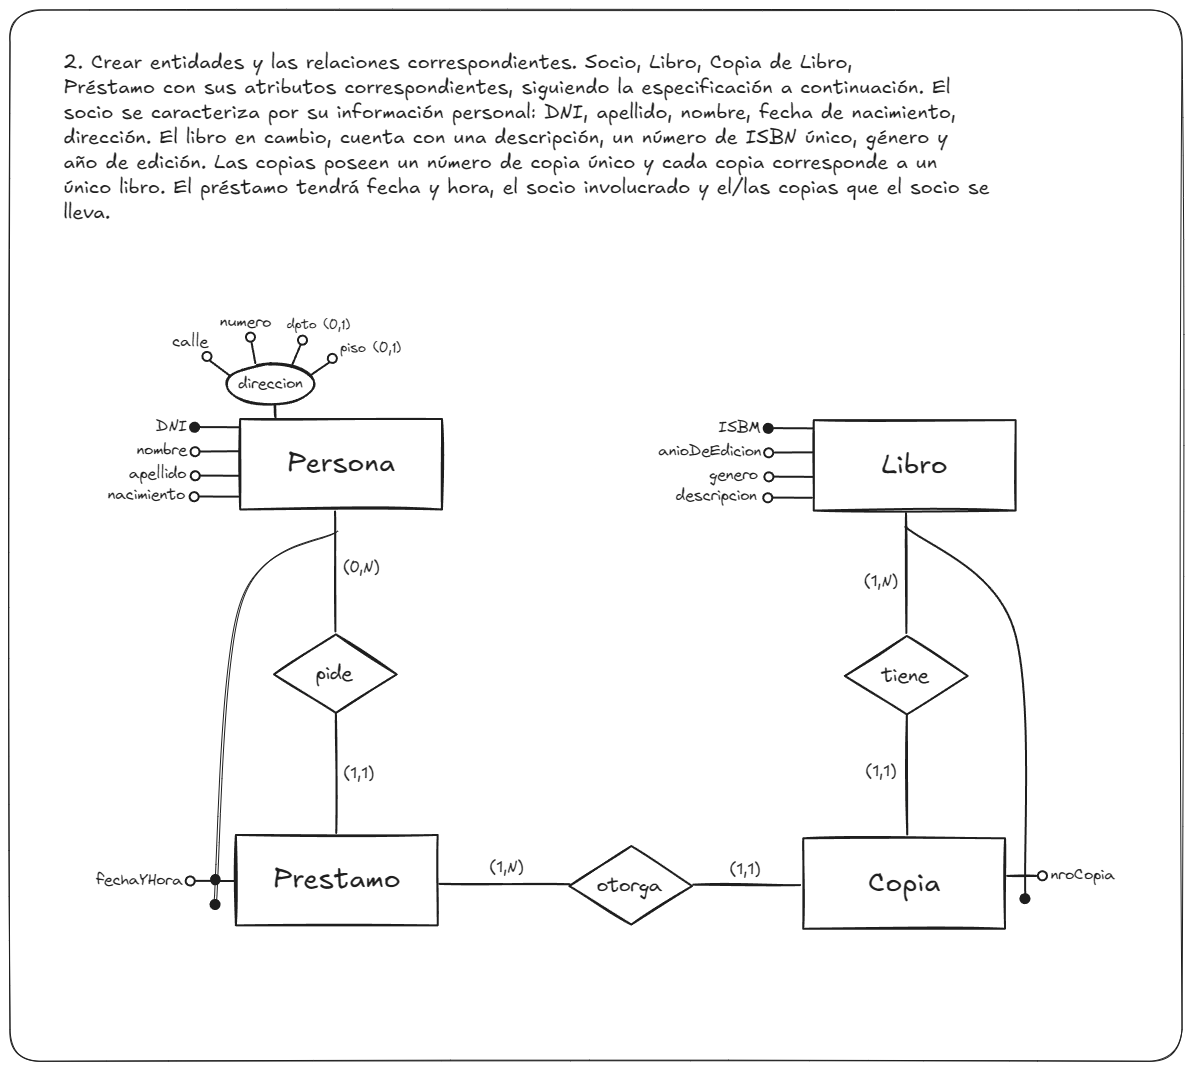 2. Crear entidades y las relaciones correspondientes. Socio, Libro, Copia de Libro,
Préstamo con sus atributos correspondientes, siguiendo la especificación a continuación. El
socio se caracteriza por su información personal: DNI, apellido, nombre, fecha de nacimiento,
dirección. El libro en cambio, cuenta con una descripción, un número de ISBN único, género y
año de edición. Las copias poseen un número de copia único y cada copia corresponde a un
único libro. El préstamo tendrá fecha y hora, el socio involucrado y el/las copias que el socio se
lleva.
calle
numero
dpto (0,1)
piso (0,1)
direccion
DNI
nombre
apellido
nacimiento
Persona
ISBM
anioDeEdicion
genero
descripcion
Libro
(0,N)
(1,N)
pide
tiene
(1,1)
(1,1)
fechaYHora
Prestamo
(1,N)
otorga
(1,1)
Copia
nroCopia